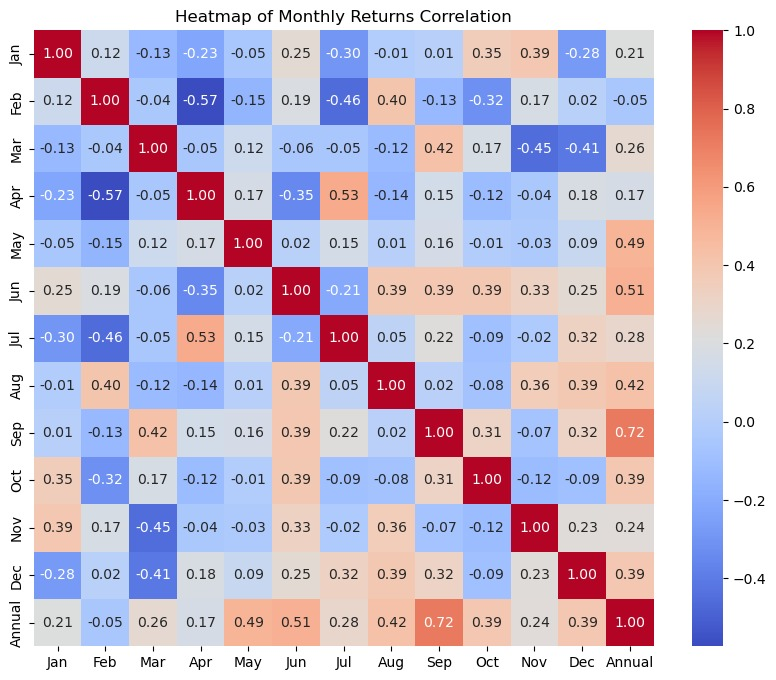 Heatmap of Monthly Returns Correlation
Jan 1.00 0.12 -0.13 -0.23 -0.05 0.25 -0.30 -0.01 0.01 0.35 0.39 -0.28 0.21
Feb 0.12 1.00 -0.04 -0.57 -0.15 0.19 -0.46 0.40 -0.13 -0.32 0.17 0.02 -0.05
Mar -0.13 -0.04 1.00 -0.05 0.12 -0.06 -0.05 -0.12 0.42 0.17 -0.45 -0.41 0.26
Apr -0.23 -0.57 -0.05 1.00 0.17 -0.35 0.53 -0.14 0.15 -0.12 -0.04 0.18 0.17
May -0.05 -0.15 0.12 0.17 1.00 0.02 0.15 0.01 0.16 -0.01 -0.03 0.09 0.49
Jun 0.25 0.19 -0.06 -0.35 0.02 1.00 -0.21 0.39 0.39 0.39 0.33 0.25 0.51
Jul -0.30 -0.46 -0.05 0.53 0.15 -0.21 1.00 0.05 0.22 -0.09 -0.02 0.32 0.28
Aug -0.01 0.40 -0.12 -0.14 0.01 0.39 0.05 1.00 0.02 -0.08 0.36 0.39 0.42
Sep 0.01 -0.13 0.42 0.15 0.16 0.39 0.22 0.02 1.00 0.31 -0.07 0.32 0.72
Oct 0.35 -0.32 0.17 -0.12 -0.01 0.39 -0.09 -0.08 0.31 1.00 -0.12 -0.09 0.39
Nov 0.39 0.17 -0.45 -0.04 -0.03 0.33 -0.02 0.36 -0.07 -0.12 1.00 0.23 0.24
Dec -0.28 0.02 -0.41 0.18 0.09 0.25 0.32 0.39 0.32 -0.09 0.23 1.00 0.39
Annual 0.21 -0.05 0.26 0.17 0.49 0.51 0.28 0.42 0.72 0.39 0.24 0.39 1.00
Jan Feb Mar Apr May Jun Jul Aug Sep Oct Nov Dec Annual
1.0
0.8
0.6
0.4
0.2
0.0
−0.2
−0.4